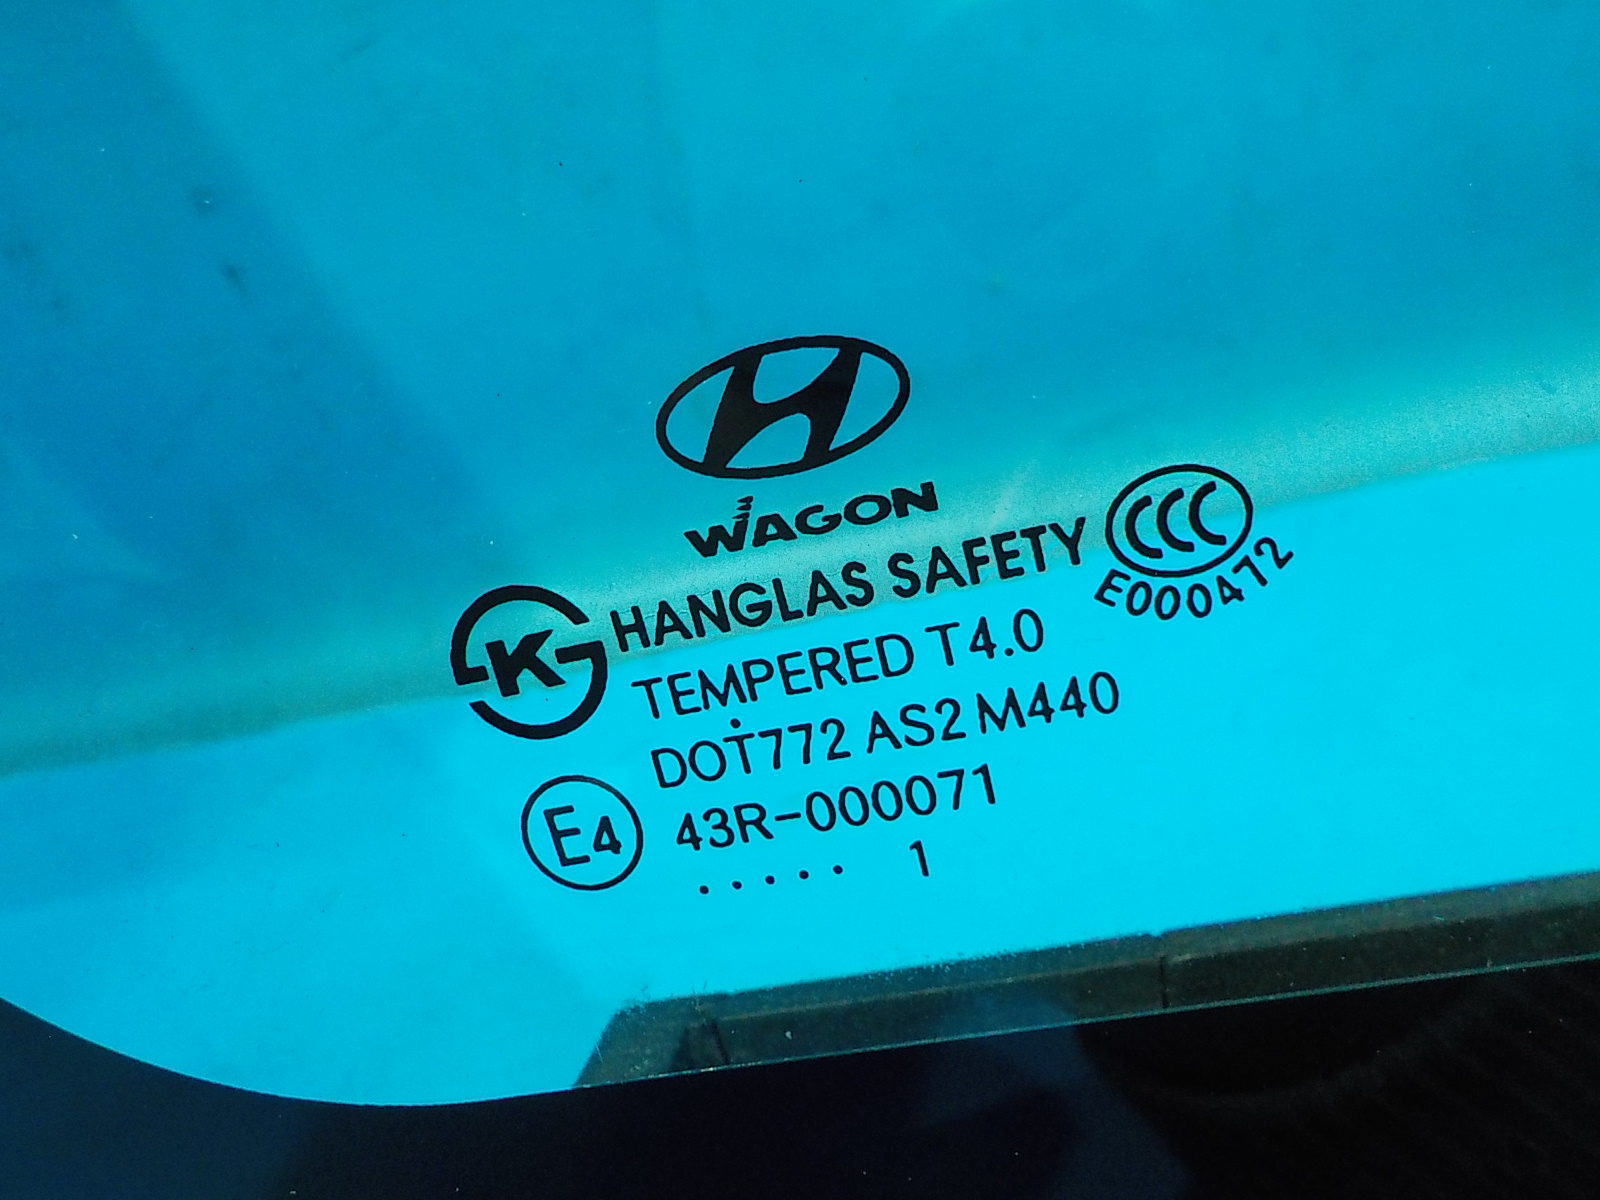 WAGON
HANGLAS SAFETY
CCC
E000472
K
TEMPERED T4.0
DOT772 AS2 M440
E4
43R-000071
..... 1